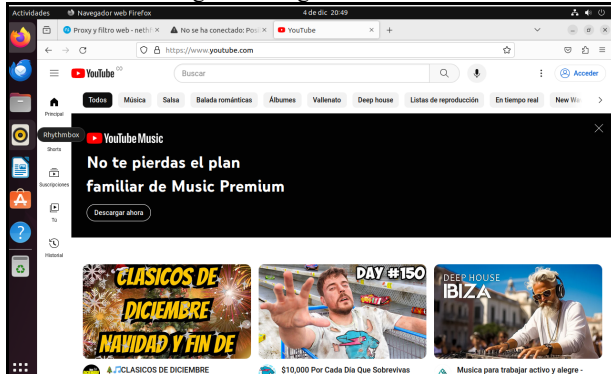 Actividades
Navegador web Firefox
4 de dic 20:49
Proxy y filtro web - neth
No se ha conectado: Pos
YouTube
https://www.youtube.com
YouTube CO
Buscar
Acceder
Principal
Todos
Música
Salsa
Balada románticas
Álbumes
Vallenato
Deep house
Listas de reproducción
En tiempo real
New Wa
Rhythmbox
Shorts
Suscripciones
Tú
Historial
YouTube Music
No te pierdas el plan
familiar de Music Premium
Descargar ahora
CLASICOS DE
DICIEMBRE
NAVIDAD Y FIN DE
DAY #150
DEEP HOUSE
IBIZA
CLASICOS DE DICIEMBRE
$10,000 Por Cada Día Que Sobrevivas
Musica para trabajar activo y alegre -